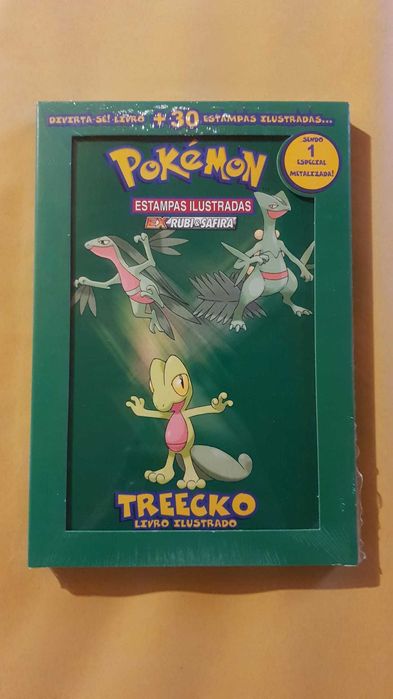 DIVIRTA-SE! LIVRO + 30 ESTAMPAS ILUSTRADAS...
SENDO
1
ESPECIAL
METALIZADA!
POKÉMON
ESTAMPAS ILUSTRADAS
EX RUBI & SAFIRA
TREECKO
LIVRO ILUSTRADO